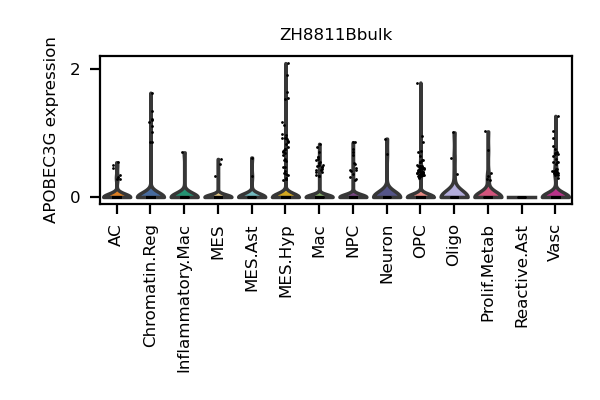 ZH8811Bbulk
APOBEC3G expression
2
0
AC
Chromatin.Reg
Inflammatory.Mac
MES
MES.Ast
MES.Hyp
Mac
NPC
Neuron
OPC
Oligo
Prolif.Metab
Reactive.Ast
Vasc